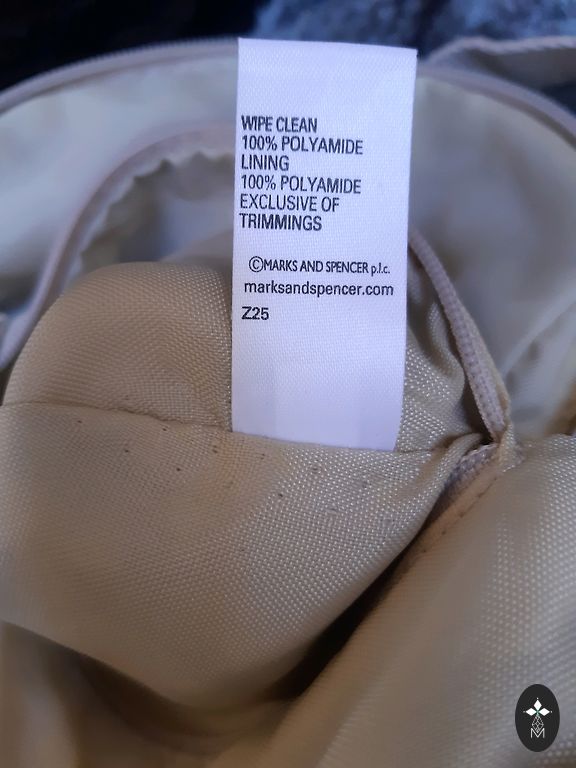 WIPE CLEAN
100% POLYAMIDE
LINING
100% POLYAMIDE
EXCLUSIVE OF
TRIMMINGS
©MARKS AND SPENCER p.l.c.
marksandspencer.com
Z25
M